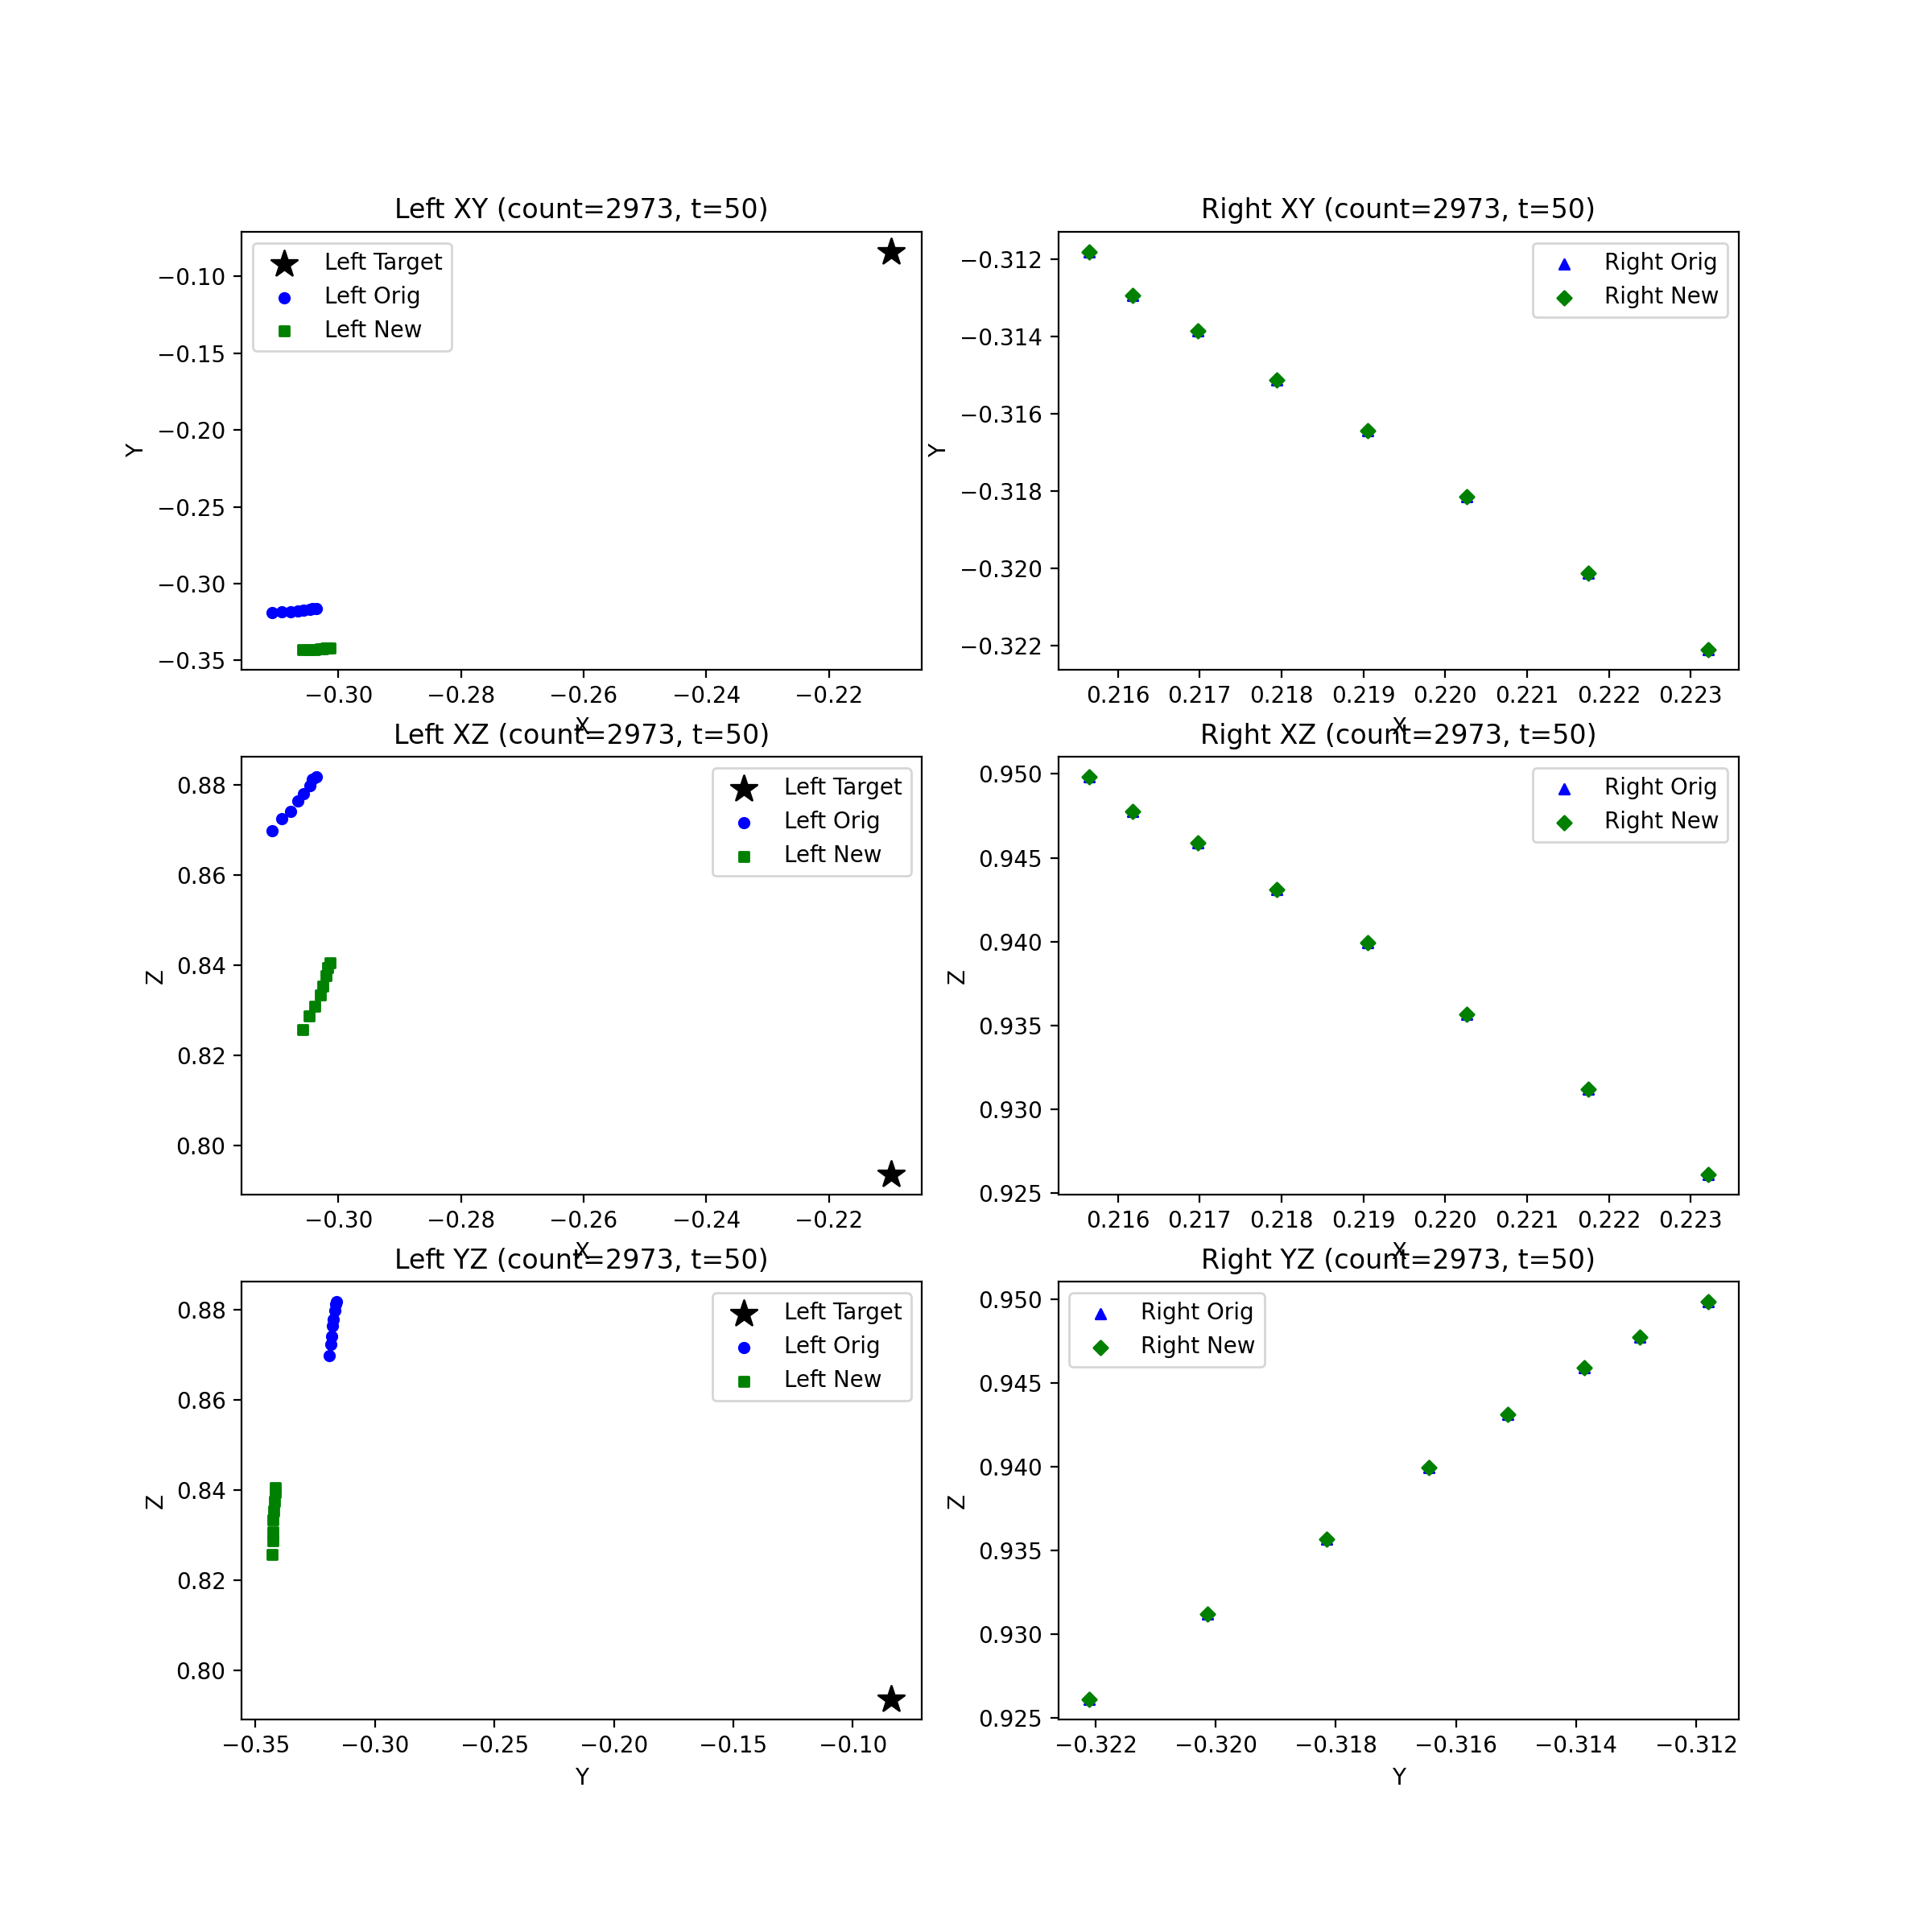 Left XY (count=2973, t=50)
Left Target
Left Orig
Left New
−0.10
−0.15
−0.20
−0.25
−0.30
−0.35
Y
−0.30
−0.28
−0.26
−0.24
−0.22
X
Right XY (count=2973, t=50)
Right Orig
Right New
−0.312
−0.314
−0.316
−0.318
−0.320
−0.322
Y
0.216
0.217
0.218
0.219
0.220
0.221
0.222
0.223
X
Left XZ (count=2973, t=50)
Left Target
Left Orig
Left New
0.88
0.86
0.84
0.82
0.80
Z
−0.30
−0.28
−0.26
−0.24
−0.22
X
Right XZ (count=2973, t=50)
Right Orig
Right New
0.950
0.945
0.940
0.935
0.930
0.925
Z
0.216
0.217
0.218
0.219
0.220
0.221
0.222
0.223
X
Left YZ (count=2973, t=50)
Left Target
Left Orig
Left New
0.88
0.86
0.84
0.82
0.80
Z
−0.35
−0.30
−0.25
−0.20
−0.15
−0.10
Y
Right YZ (count=2973, t=50)
Right Orig
Right New
0.950
0.945
0.940
0.935
0.930
0.925
Z
−0.322
−0.320
−0.318
−0.316
−0.314
−0.312
Y